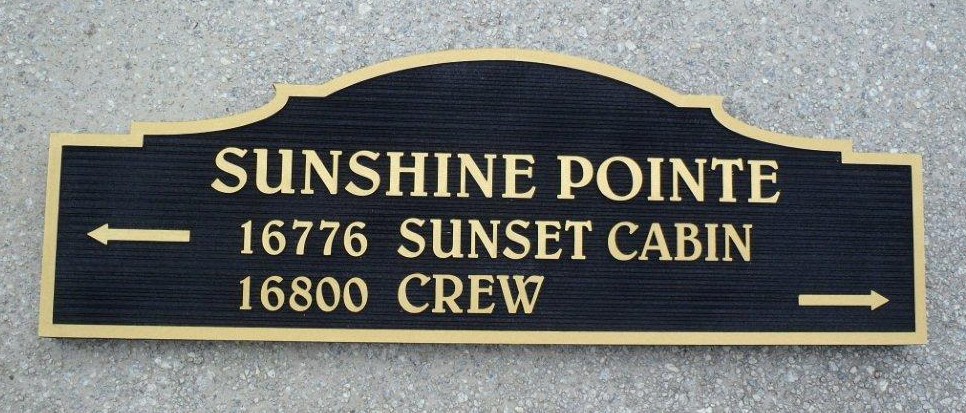 SUNSHINE POINTE
16776 SUNSET CABIN
16800 CREW